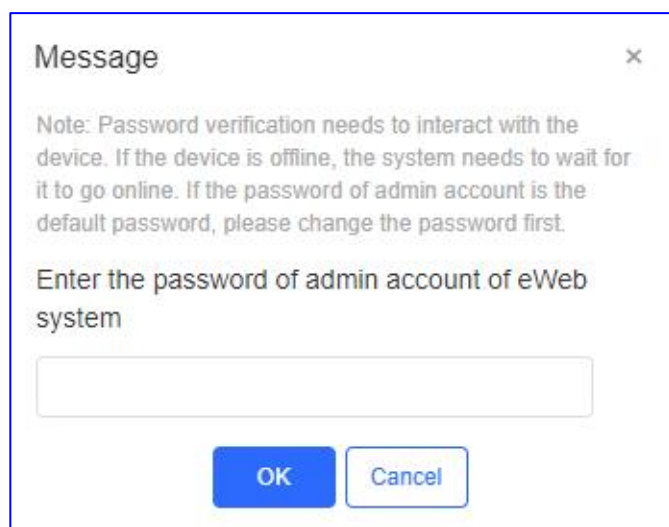 Message ×
Note: Password verification needs to interact with the
device. If the device is offline, the system needs to wait for
it to go online. If the password of admin account is the
default password, please change the password first.
Enter the password of admin account of eWeb
system
OK Cancel